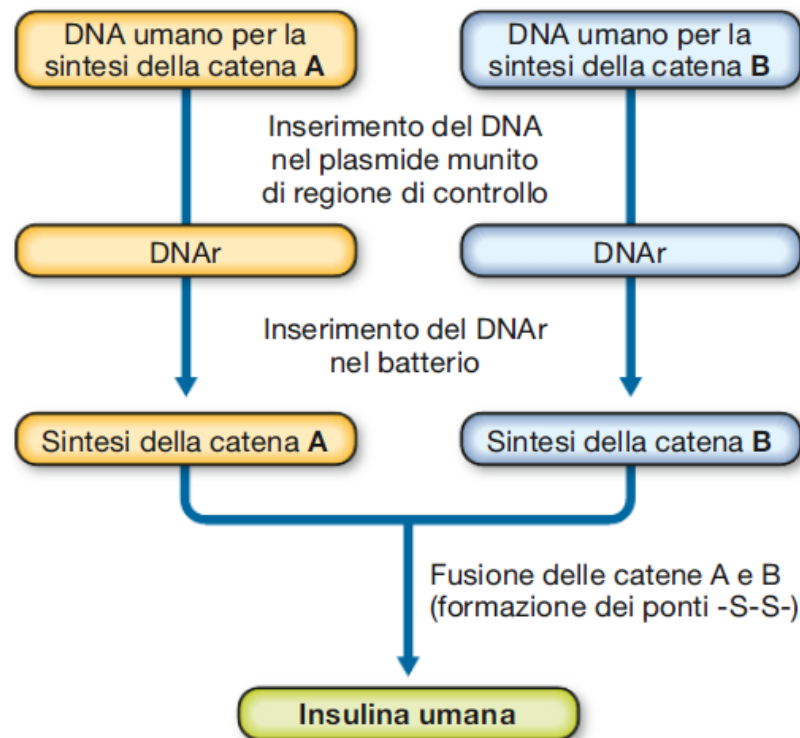 DNA umano per la
sintesi della catena A
DNA umano per la
sintesi della catena B
Inserimento del DNA
nel plasmide munito
di regione di controllo
DNAr
DNAr
Inserimento del DNAr
nel batterio
Sintesi della catena A
Sintesi della catena B
Fusione delle catene A e B
(formazione dei ponti -S-S-)
Insulina umana